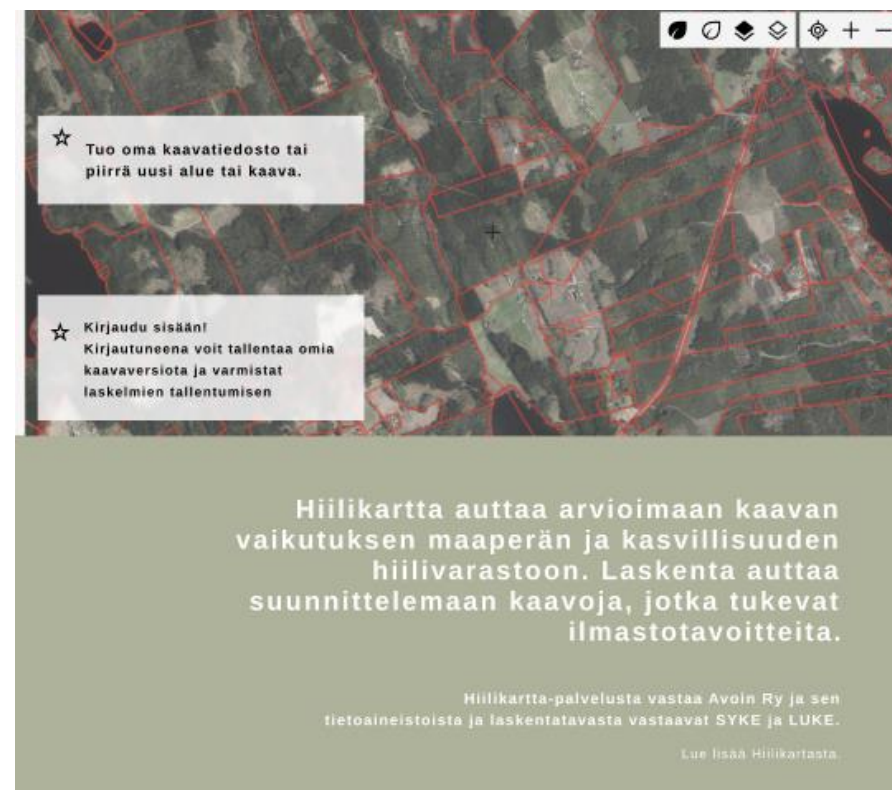 Tuo oma kaavatiedosto tai
piirrä uusi alue tai kaava.
Kirjaudu sisään!
Kirjautuneena voit tallentaa omia
kaavaversiota ja varmistat
laskelmien tallentumisen
Hiilikartta auttaa arvioimaan kaavan
vaikutuksen maaperän ja kasvillisuuden
hiilivarastoon. Laskenta auttaa
suunnittelemaan kaavoja, jotka tukevat
ilmastotavoitteita.
Hiilikartta-palvelusta vastaa Avoin Ry ja sen
tietoaineistoista ja laskentatavasta vastaavat SYKE ja LUKE.
Lue lisää Hiilikartasta.